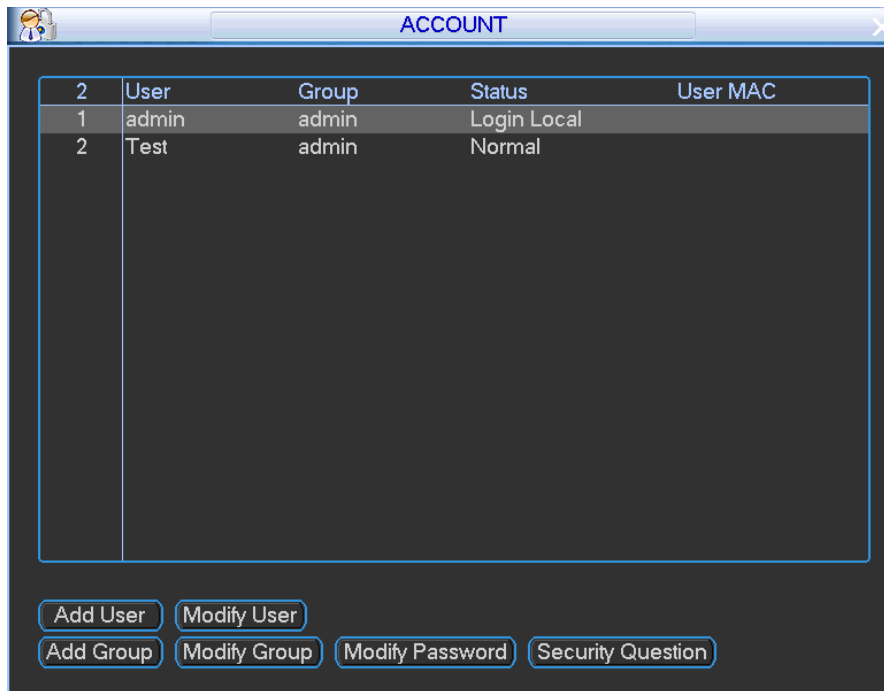 ACCOUNT
2 User Group Status User MAC
1 admin admin Login Local
2 Test admin Normal
Add User Modify User
Add Group Modify Group Modify Password Security Question